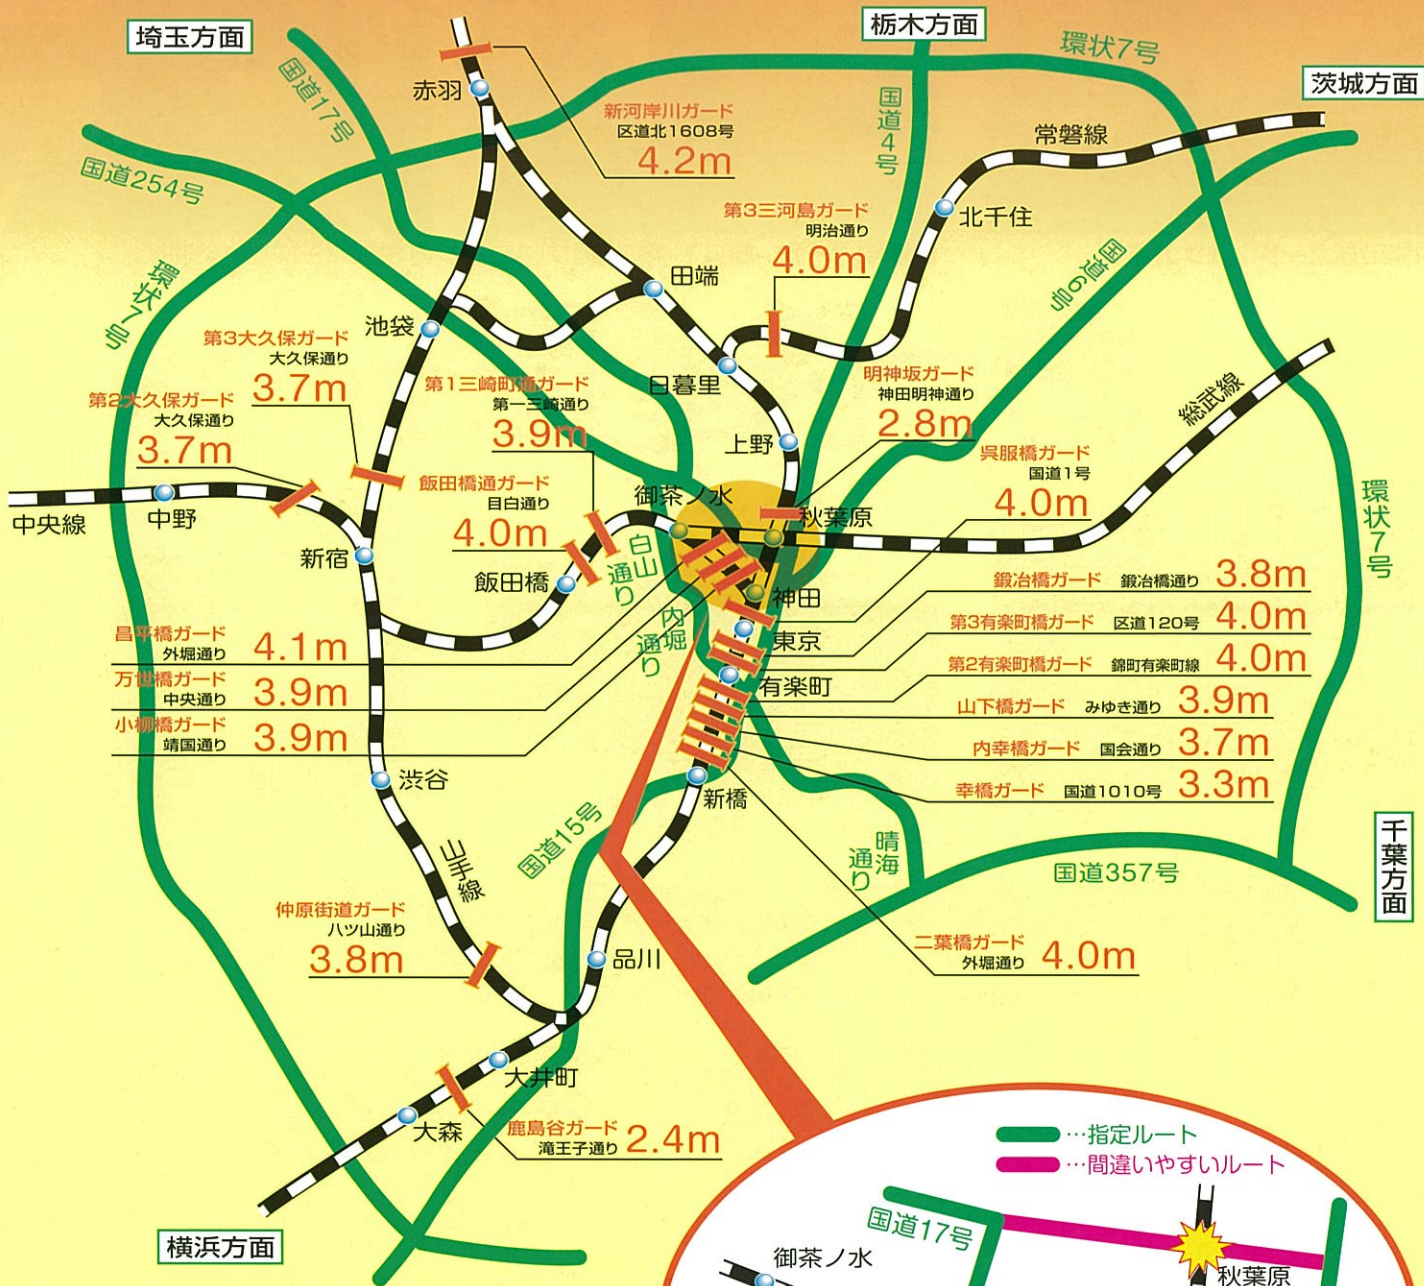 埼玉方面
栃木方面
環状7号
茨城方面
国道17号
赤羽
新河岸川ガード
区道北1608号
4.2m
国道4号
常磐線
国道254号
第3三河島ガード
明治通り
4.0m
北千住
環状7号
田端
国道6号
池袋
第3大久保ガード
大久保通り
3.7m
日暮里
第1三崎町通ガード
第一三崎通り
3.9m
明神坂ガード
神田明神通り
2.8m
総武線
第2大久保ガード
大久保通り
3.7m
上野
呉服橋ガード
国道1号
4.0m
飯田橋通ガード
目白通り
4.0m
御茶ノ水
秋葉原
環状7号
中央線
中野
新宿
飯田橋
白山
通り
神田
鍛冶橋ガード 鍛冶橋通り 3.8m
内堀
通り
東京
第3有楽町橋ガード 区道120号 4.0m
昌平橋ガード
外堀通り
4.1m
第2有楽町橋ガード 錦町有楽町線 4.0m
万世橋ガード
中央通り
3.9m
有楽町
山下橋ガード みゆき通り 3.9m
小柳橋ガード
靖国通り
3.9m
内幸橋ガード 国会通り 3.7m
渋谷
新橋
幸橋ガード 国道1010号 3.3m
国道15号
山手線
晴海
通り
国道357号
千葉方面
仲原街道ガード
八ツ山通り
3.8m
品川
二葉橋ガード
外堀通り
4.0m
大井町
大森
鹿島谷ガード
滝王子通り
2.4m
…指定ルート
…間違いやすいルート
横浜方面
国道17号
御茶ノ水
秋葉原